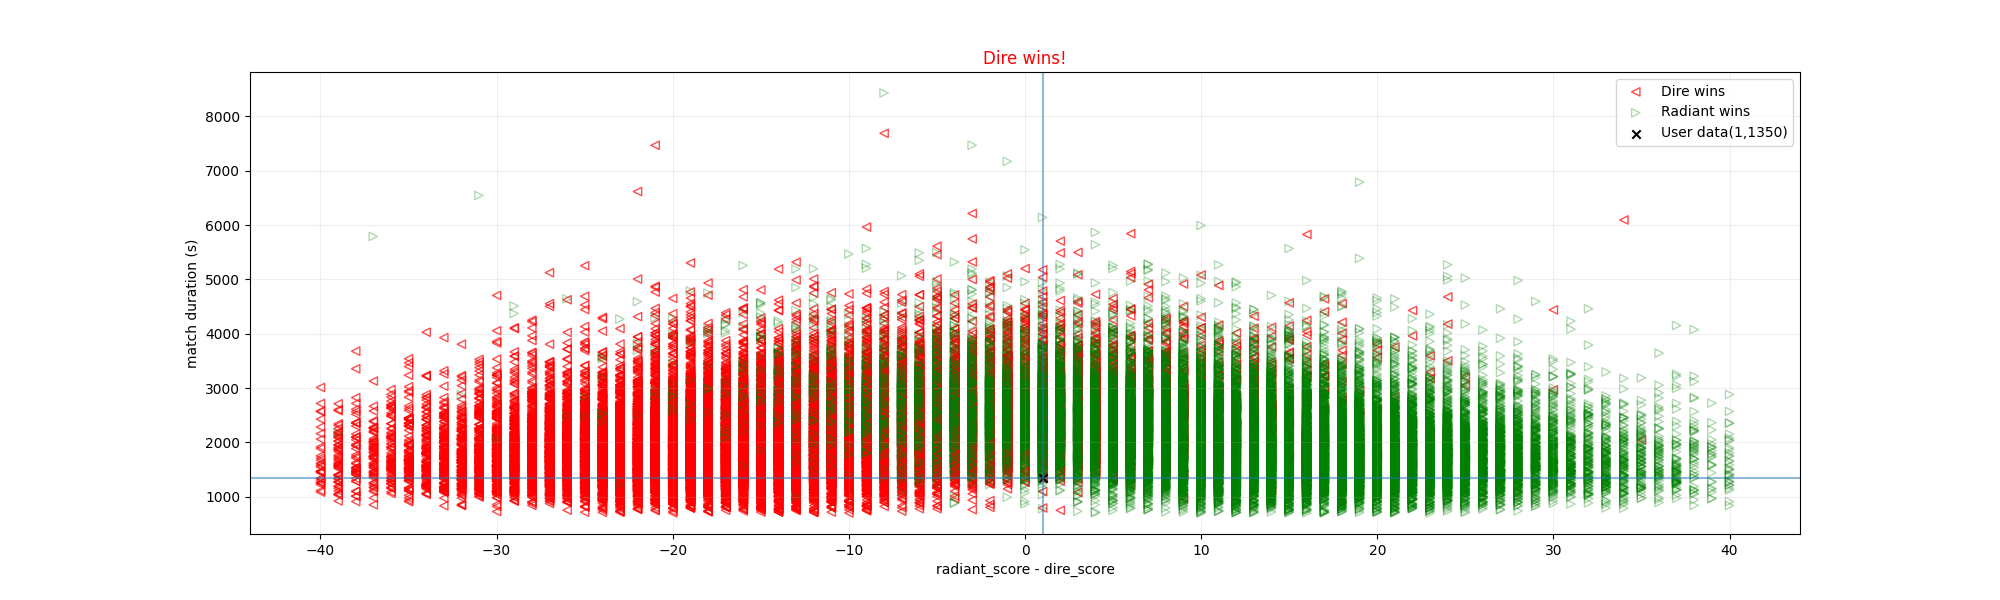 Dire wins!
Dire wins
Radiant wins
User data(1,1350)
match duration (s)
8000
7000
6000
5000
4000
3000
2000
1000
−40 −30 −20 −10 0 10 20 30 40
radiant_score - dire_score